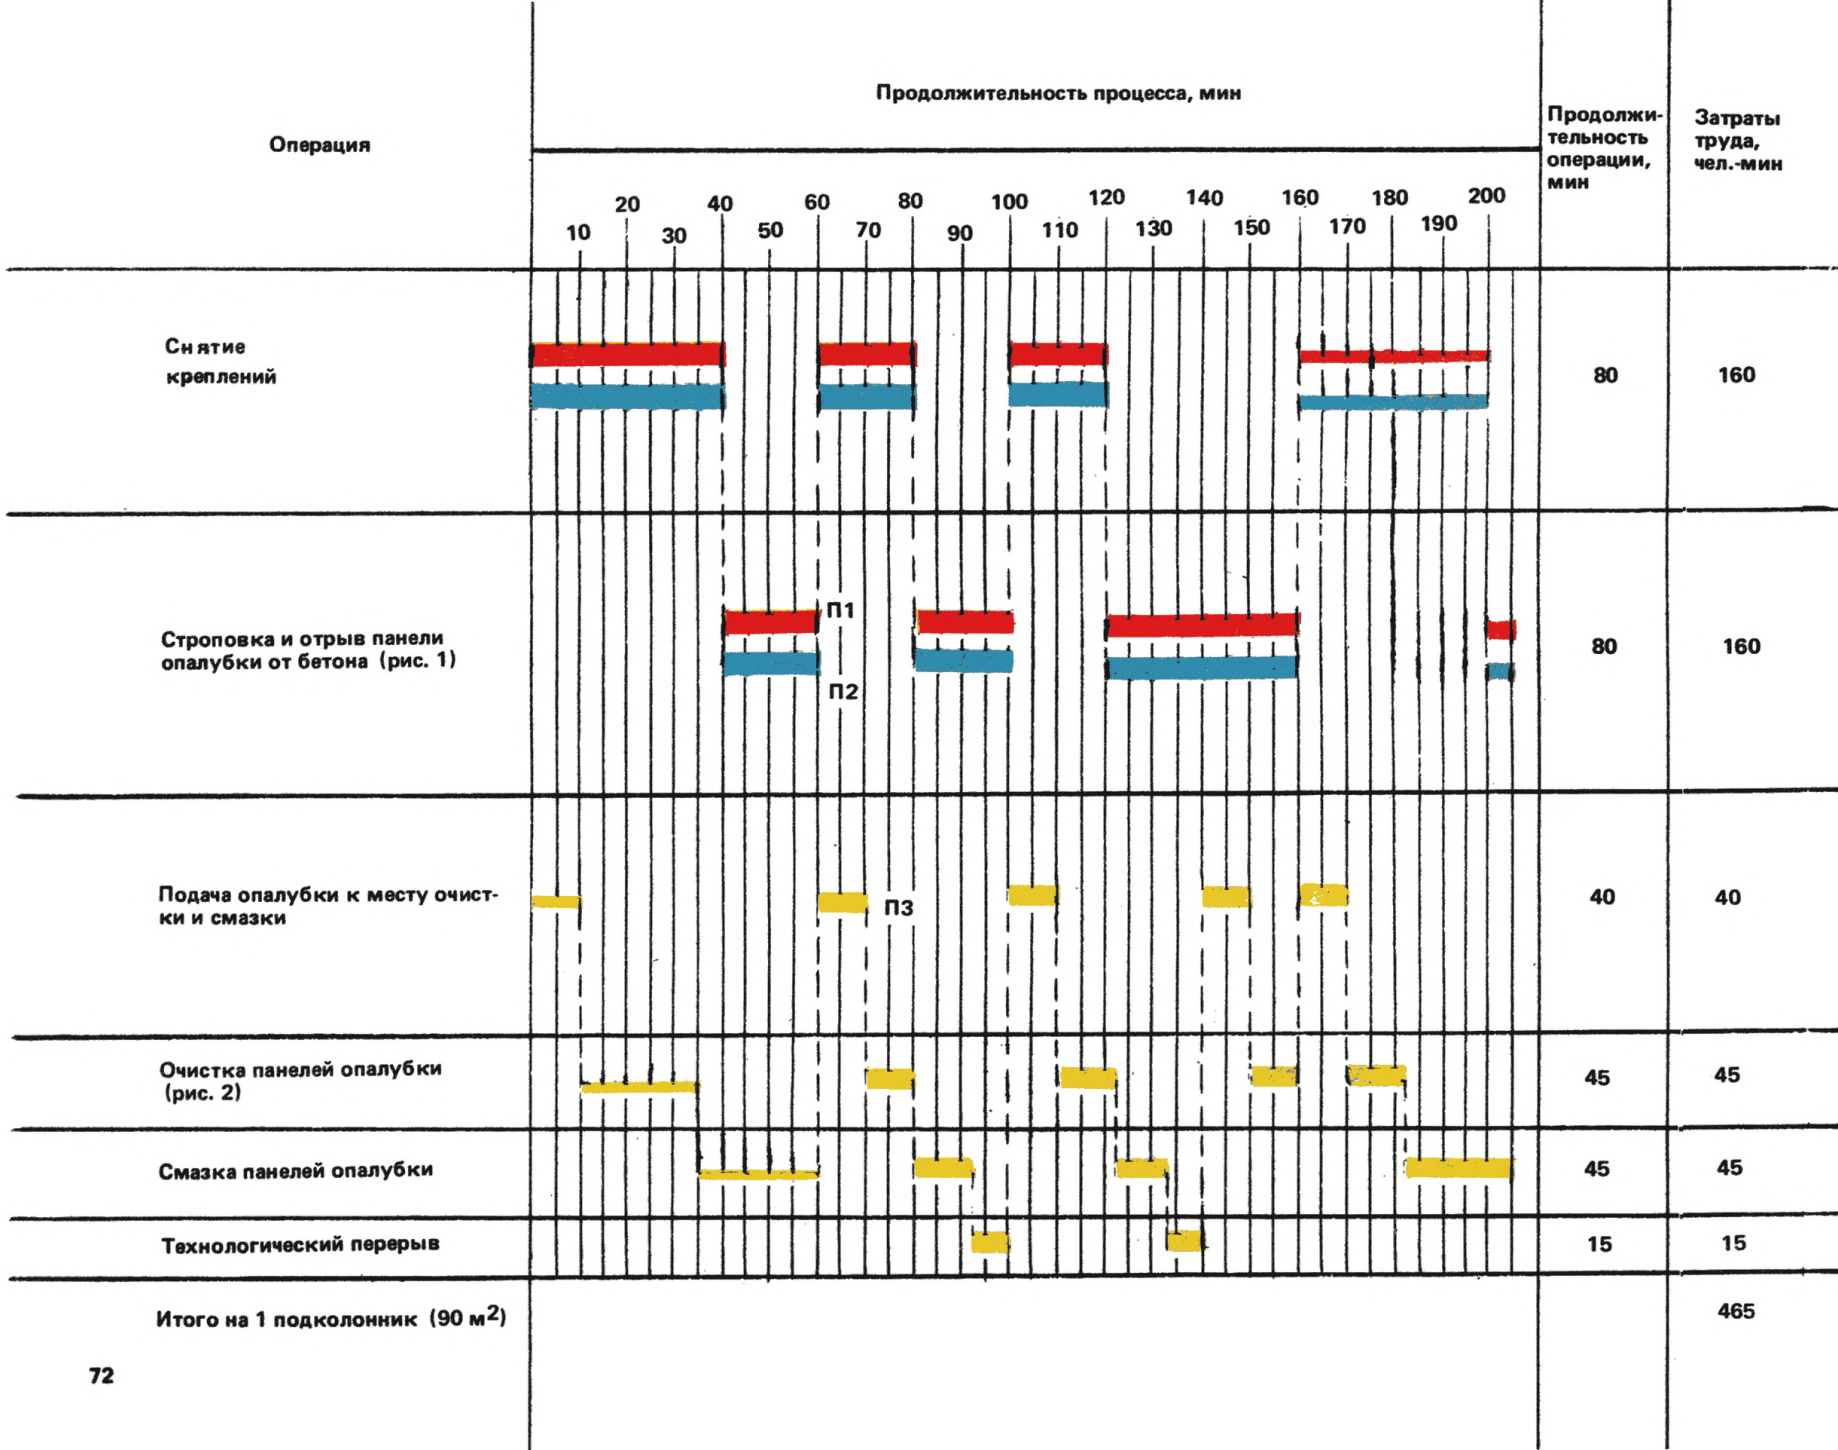 Операция
Продолжительность процесса, мин
Продолжи-
тельность
операции,
мин
Затраты
труда,
чел.-мин
20 40 60 80 100 120 140 160 180 200
10 30 50 70 90 110 130 150 170 190
Снятие
креплений
80 160
П1
Строповка и отрыв панели
опалубки от бетона (рис. 1)
80 160
П2
Подача опалубки к месту очист-
ки и смазки
П3
40 40
Очистка панелей опалубки
(рис. 2)
45 45
Смазка панелей опалубки
45 45
Технологический перерыв
15 15
Итого на 1 подколонник (90 м²)
465
72